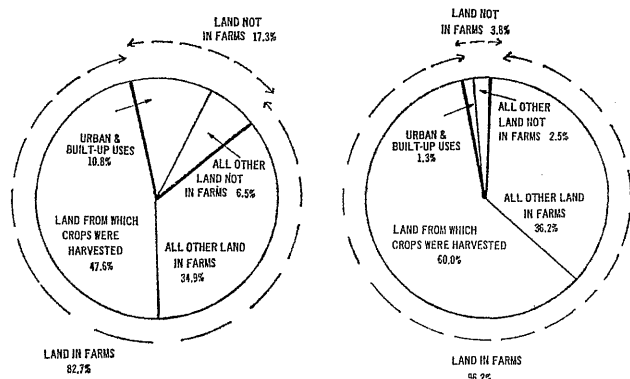 LAND NOT
IN FARMS 17.3%
URBAN &
BUILT-UP USES
10.8%
ALL OTHER
LAND NOT
IN FARMS 6.5%
LAND FROM WHICH
CROPS WERE
HARVESTED
47.6%
ALL OTHER LAND
IN FARMS
34.9%
LAND IN FARMS
82.7%
LAND NOT
IN FARMS 3.8%
URBAN &
BUILT-UP USES
1.3%
ALL OTHER
LAND NOT
IN FARMS 2.5%
ALL OTHER LAND
IN FARMS
36.2%
LAND FROM WHICH
CROPS WERE
HARVESTED
60.0%
LAND IN FARMS
96.2%